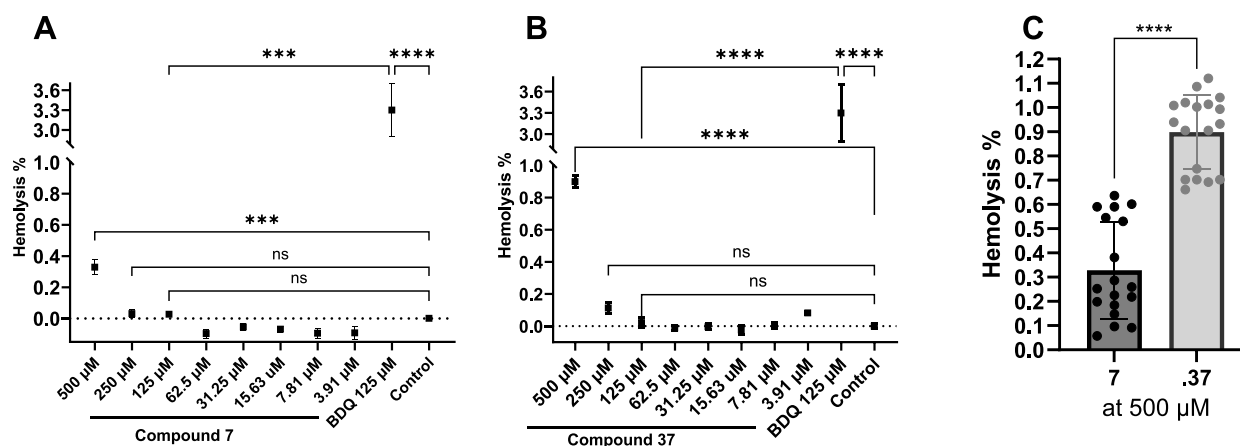 A
*** ****
3.6
3.3
3.0
1.0
0.8
0.6
0.4
0.2
0.0
Hemolysis %
***
ns
ns
500 µM
250 µM
125 µM
62.5 µM
31.25 µM
15.63 uM
7.81 µM
3.91 µM
BDQ 125 µM
Control
Compound 7
B
**** ****
3.6
3.3
3.0
1.0
0.8
0.6
0.4
0.2
0.0
Hemolysis %
****
ns
ns
500 µM
250 µM
125 µM
62.5 µM
31.25 µM
15.63 uM
7.81 µM
3.91 µM
BDQ 125 µM
Control
Compound 37
C
****
1.2
1.1
1.0
0.9
0.8
0.7
0.6
0.5
0.4
0.3
0.2
0.1
0.0
Hemolysis %
7 .37
at 500 µM